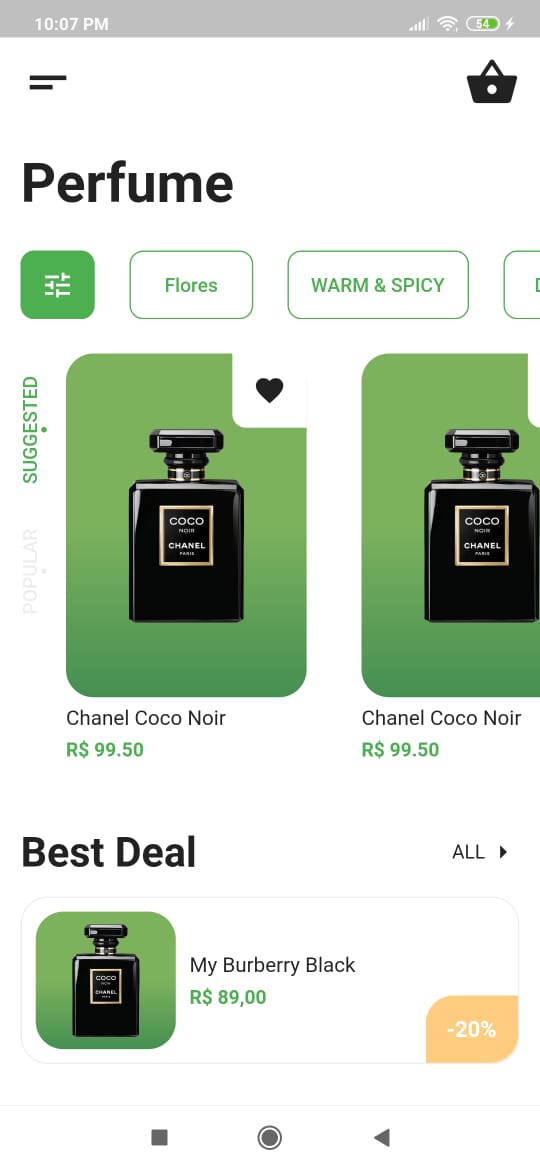 10:07 PM
54
Perfume
Flores
WARM & SPICY
SUGGESTED
POPULAR
COCO
NOIR
CHANEL
PARIS
COCO
NOIR
CHANEL
PARIS
Chanel Coco Noir
R$ 99.50
Chanel Coco Noir
R$ 99.50
Best Deal
ALL
COCO
NOIR
CHANEL
PARIS
My Burberry Black
R$ 89,00
-20%